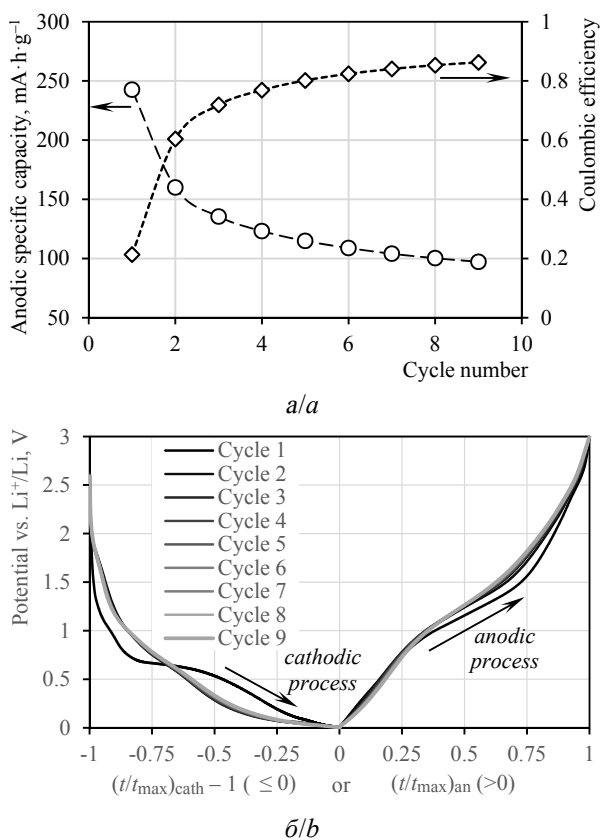 Anodic specific capacity, mA·h·g⁻¹
300
250
200
150
100
50
1
0.8
0.6
0.4
0.2
0
Coulombic efficiency
0 2 4 6 8 10
Cycle number
а/a
Potential vs. Li⁺/Li, V
3
2.5
2
1.5
1
0.5
0
Cycle 1
Cycle 2
Cycle 3
Cycle 4
Cycle 5
Cycle 6
Cycle 7
Cycle 8
Cycle 9
cathodic
process
anodic
process
-1 -0.75 -0.5 -0.25 0 0.25 0.5 0.75 1
(t/tmax)cath – 1 ( ≤ 0) or (t/tmax)an (>0)
б/b